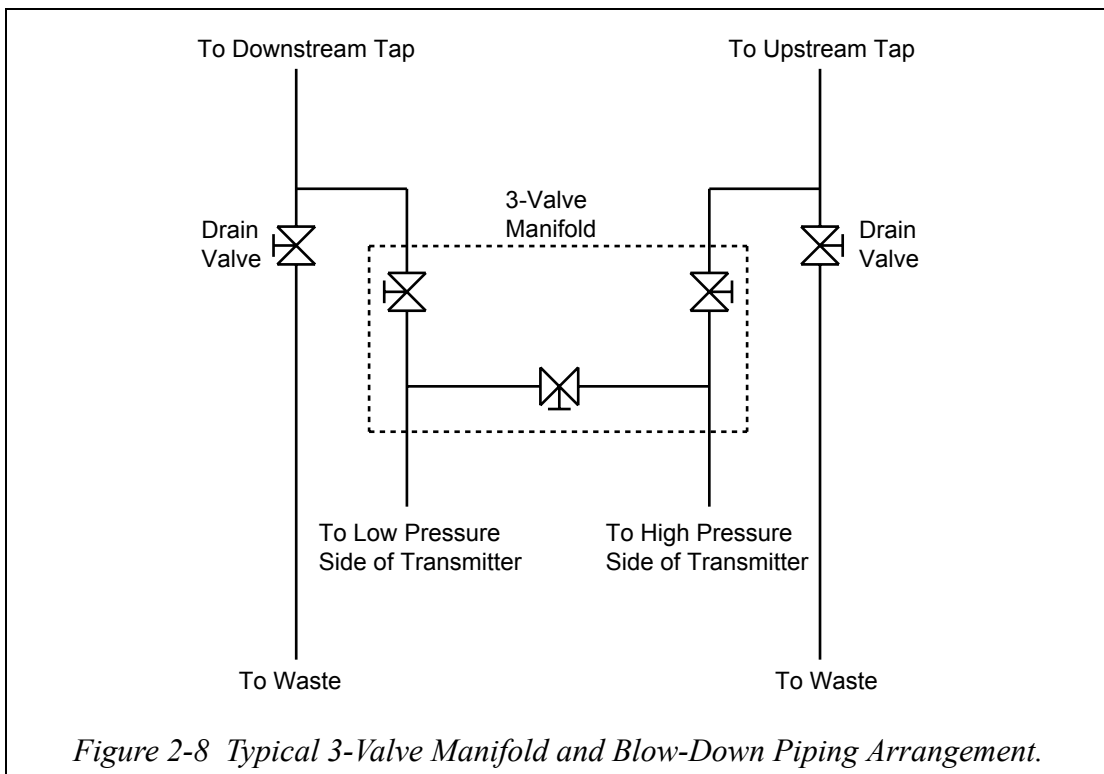 To Downstream Tap
To Upstream Tap
3-Valve
Manifold
Drain
Valve
Drain
Valve
To Low Pressure
Side of Transmitter
To High Pressure
Side of Transmitter
To Waste
To Waste
Figure 2-8 Typical 3-Valve Manifold and Blow-Down Piping Arrangement.